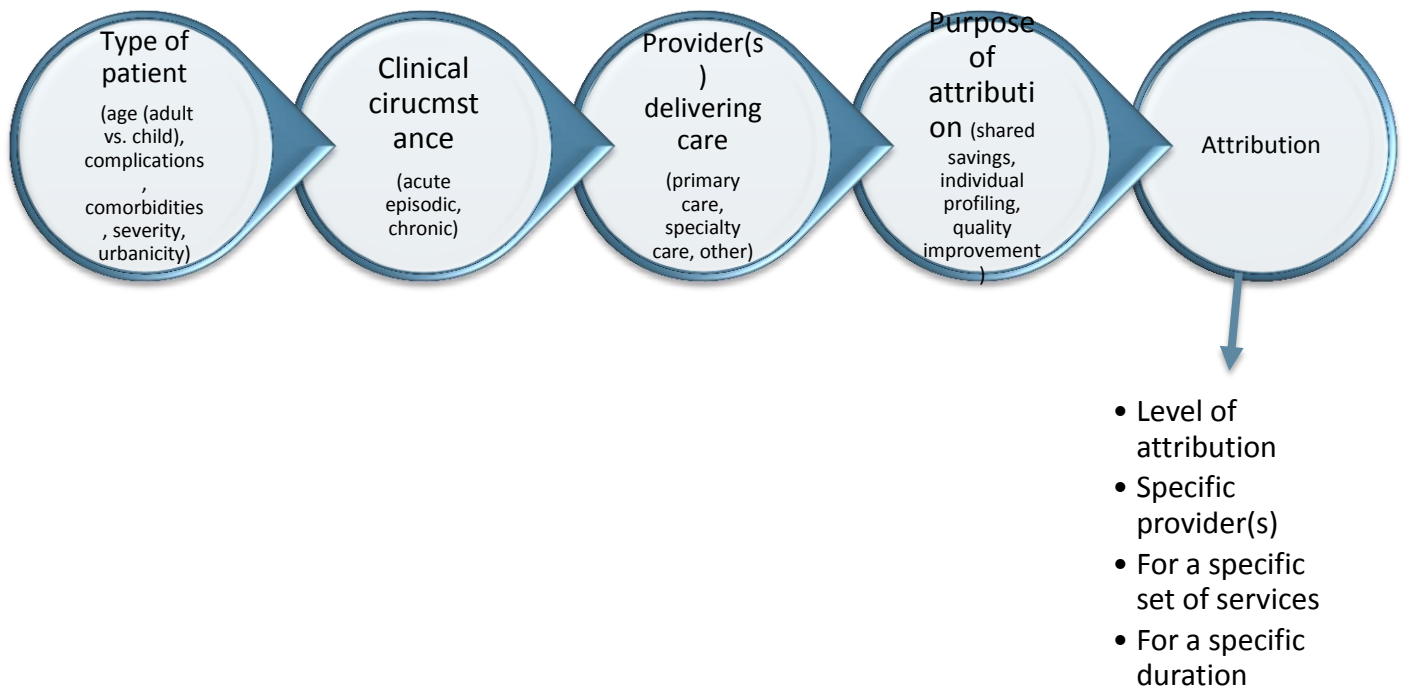 Type of
patient
(age (adult
vs. child),
complications
,
comorbidities
, severity,
urbanicity)
Clinical
cirucmst
ance
(acute
episodic,
chronic)
Provider(s
)
delivering
care
(primary
care,
specialty
care, other)
Purpose
of
attributi
on (shared
savings,
individual
profiling,
quality
improvement
)
Attribution
• Level of
attribution
• Specific
provider(s)
• For a specific
set of services
• For a specific
duration